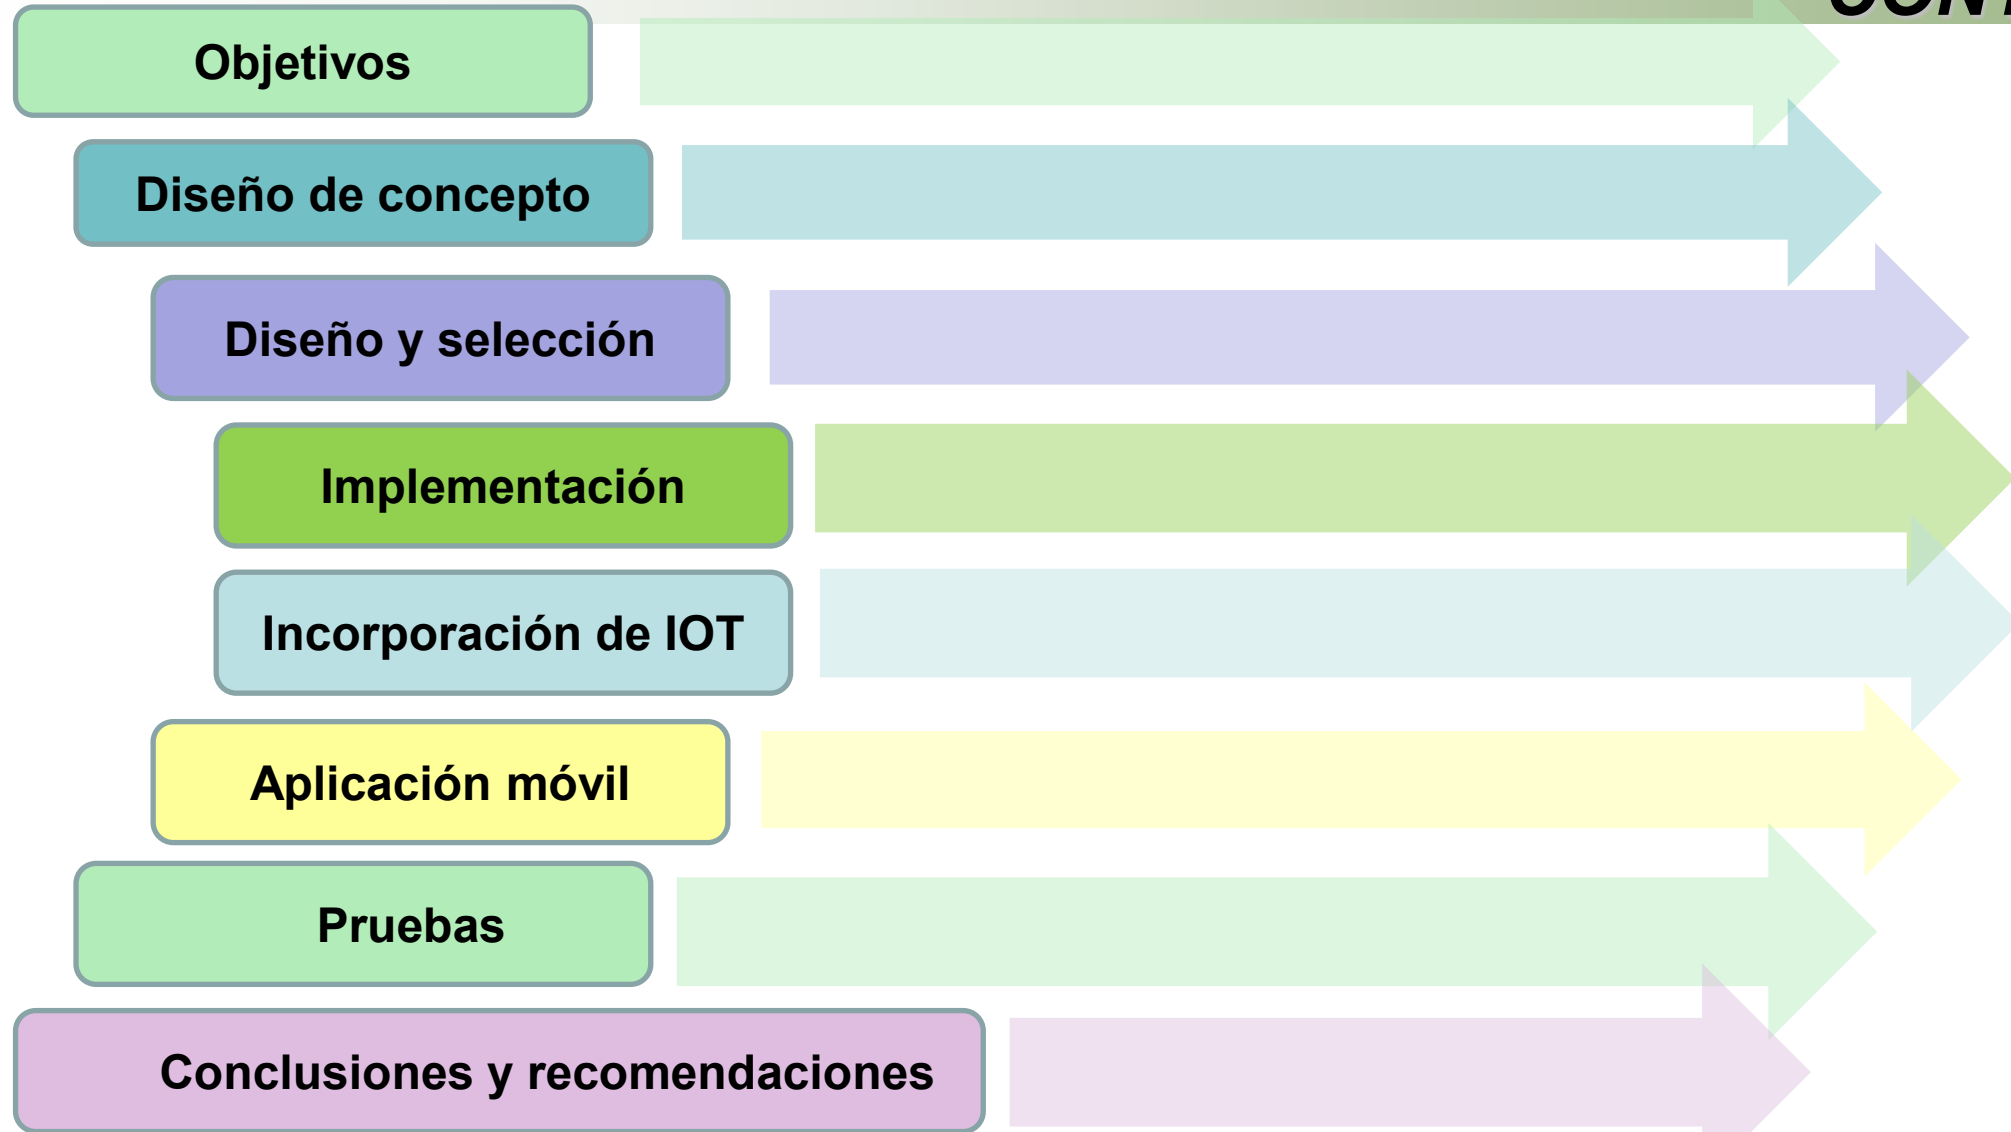 Objetivos
Diseño de concepto
Diseño y selección
Implementación
Incorporación de IOT
Aplicación móvil
Pruebas
Conclusiones y recomendaciones